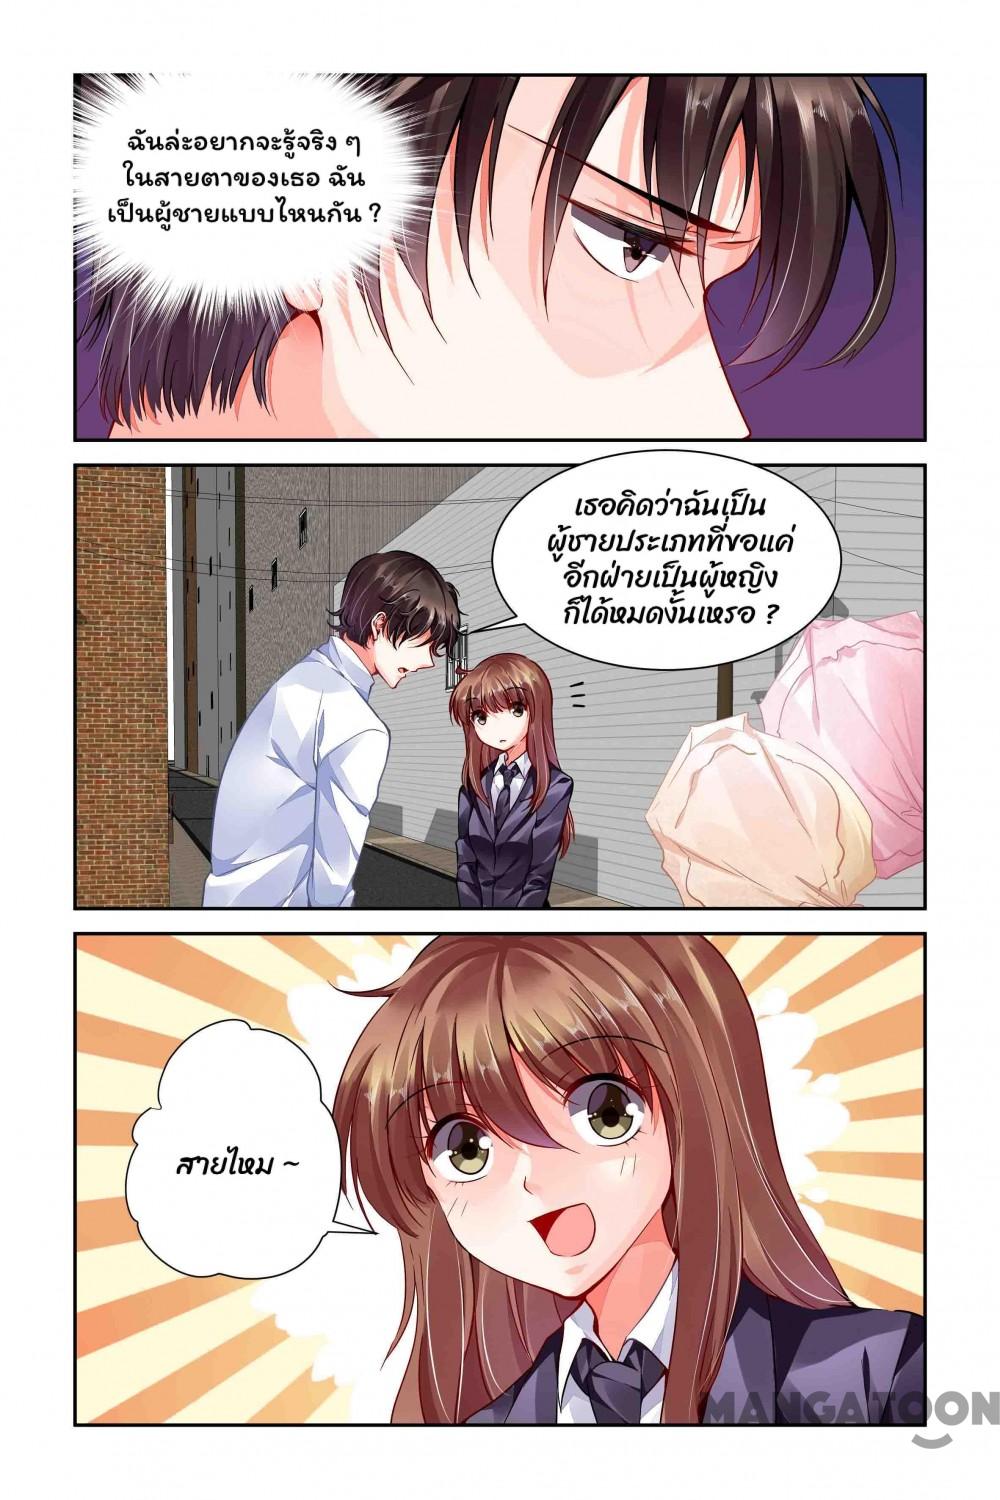 ฉันล่ะอยากจะรู้จริง ๆ
ในสายตาของเธอ ฉัน
เป็นผู้ชายแบบไหนกัน ?
เธอคิดว่าฉันเป็น
ผู้ชายประเภทที่ขอแค่
อีกฝ่ายเป็นผู้หญิง
ก็ได้หมดงั้นเหรอ ?
สายไหม ~
MANGATOON